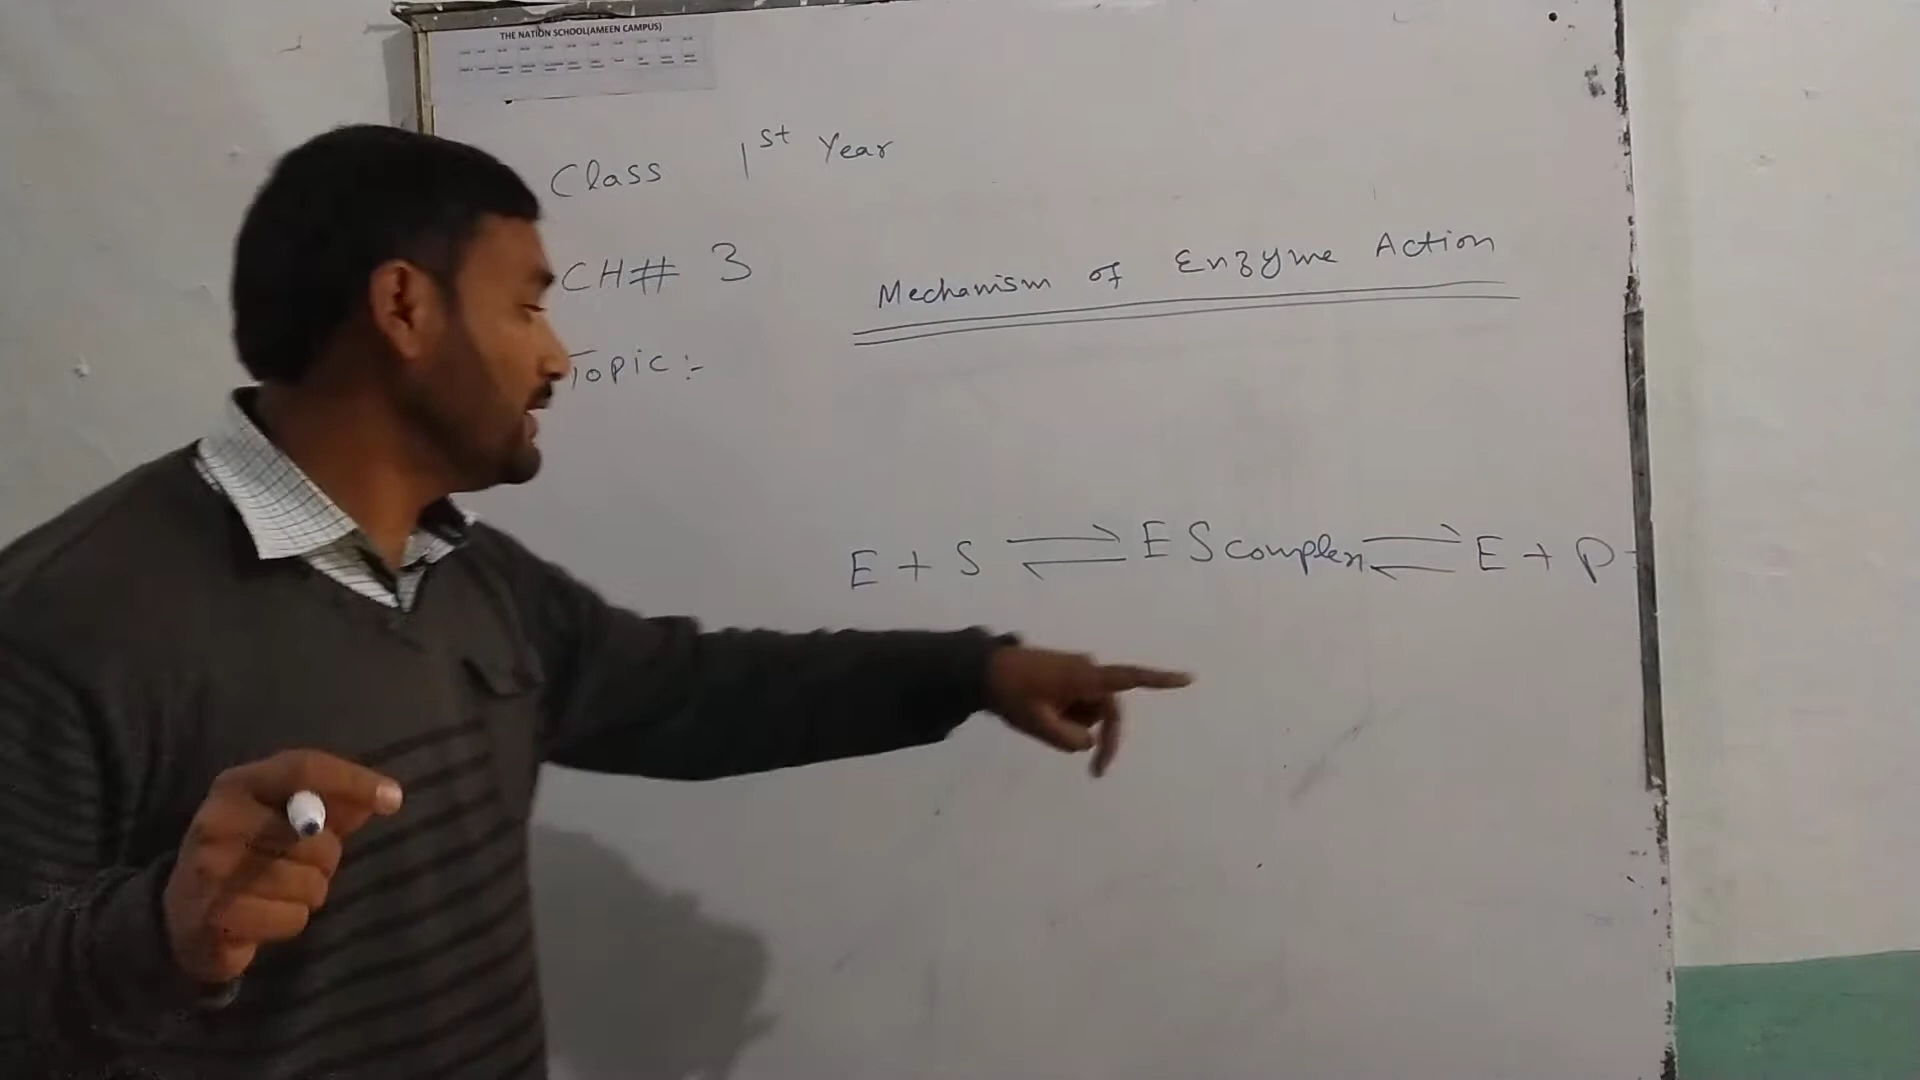 THE NATION SCHOOL(AMEEN CAMPUS)
Class 1st Year
CH# 3
Mechanism of Enzyme Action
Topic :-
E + S ⇌ E S complex ⇌ E + P